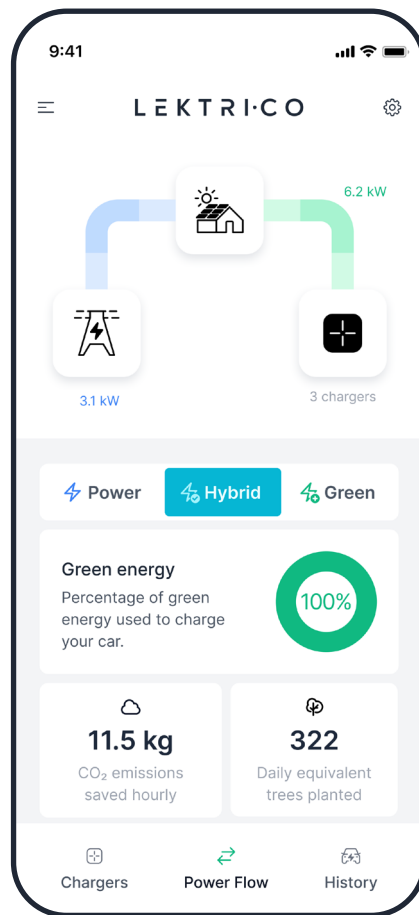 9:41
LEKTRI·CO
6.2 kW
3.1 kW
3 chargers
Power
Hybrid
Green
Green energy
Percentage of green
energy used to charge
your car.
100%
11.5 kg
CO₂ emissions
saved hourly
322
Daily equivalent
trees planted
Chargers
Power Flow
History